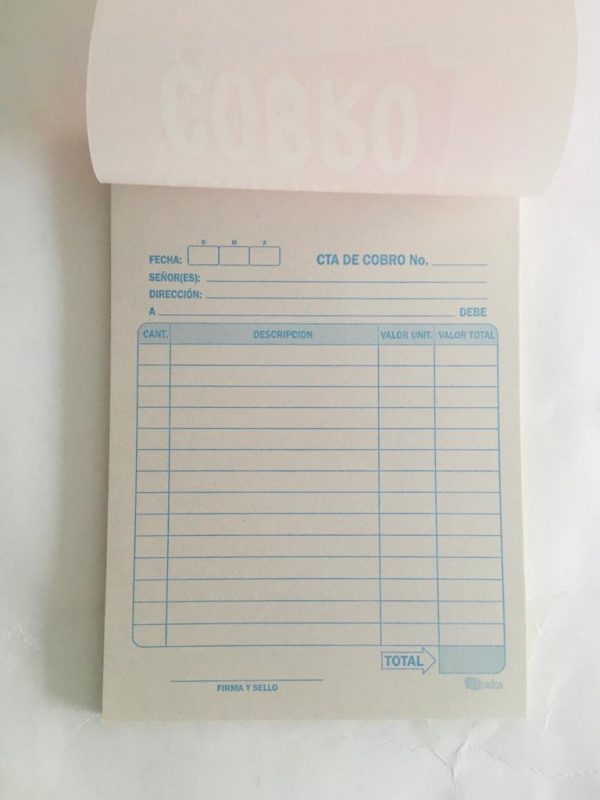 COBRO
D M A
FECHA: CTA DE COBRO No.
SEÑOR(ES):
DIRECCIÓN:
A DEBE
CANT. DESCRIPCION VALOR UNIT. VALOR TOTAL
TOTAL
FIRMA Y SELLO